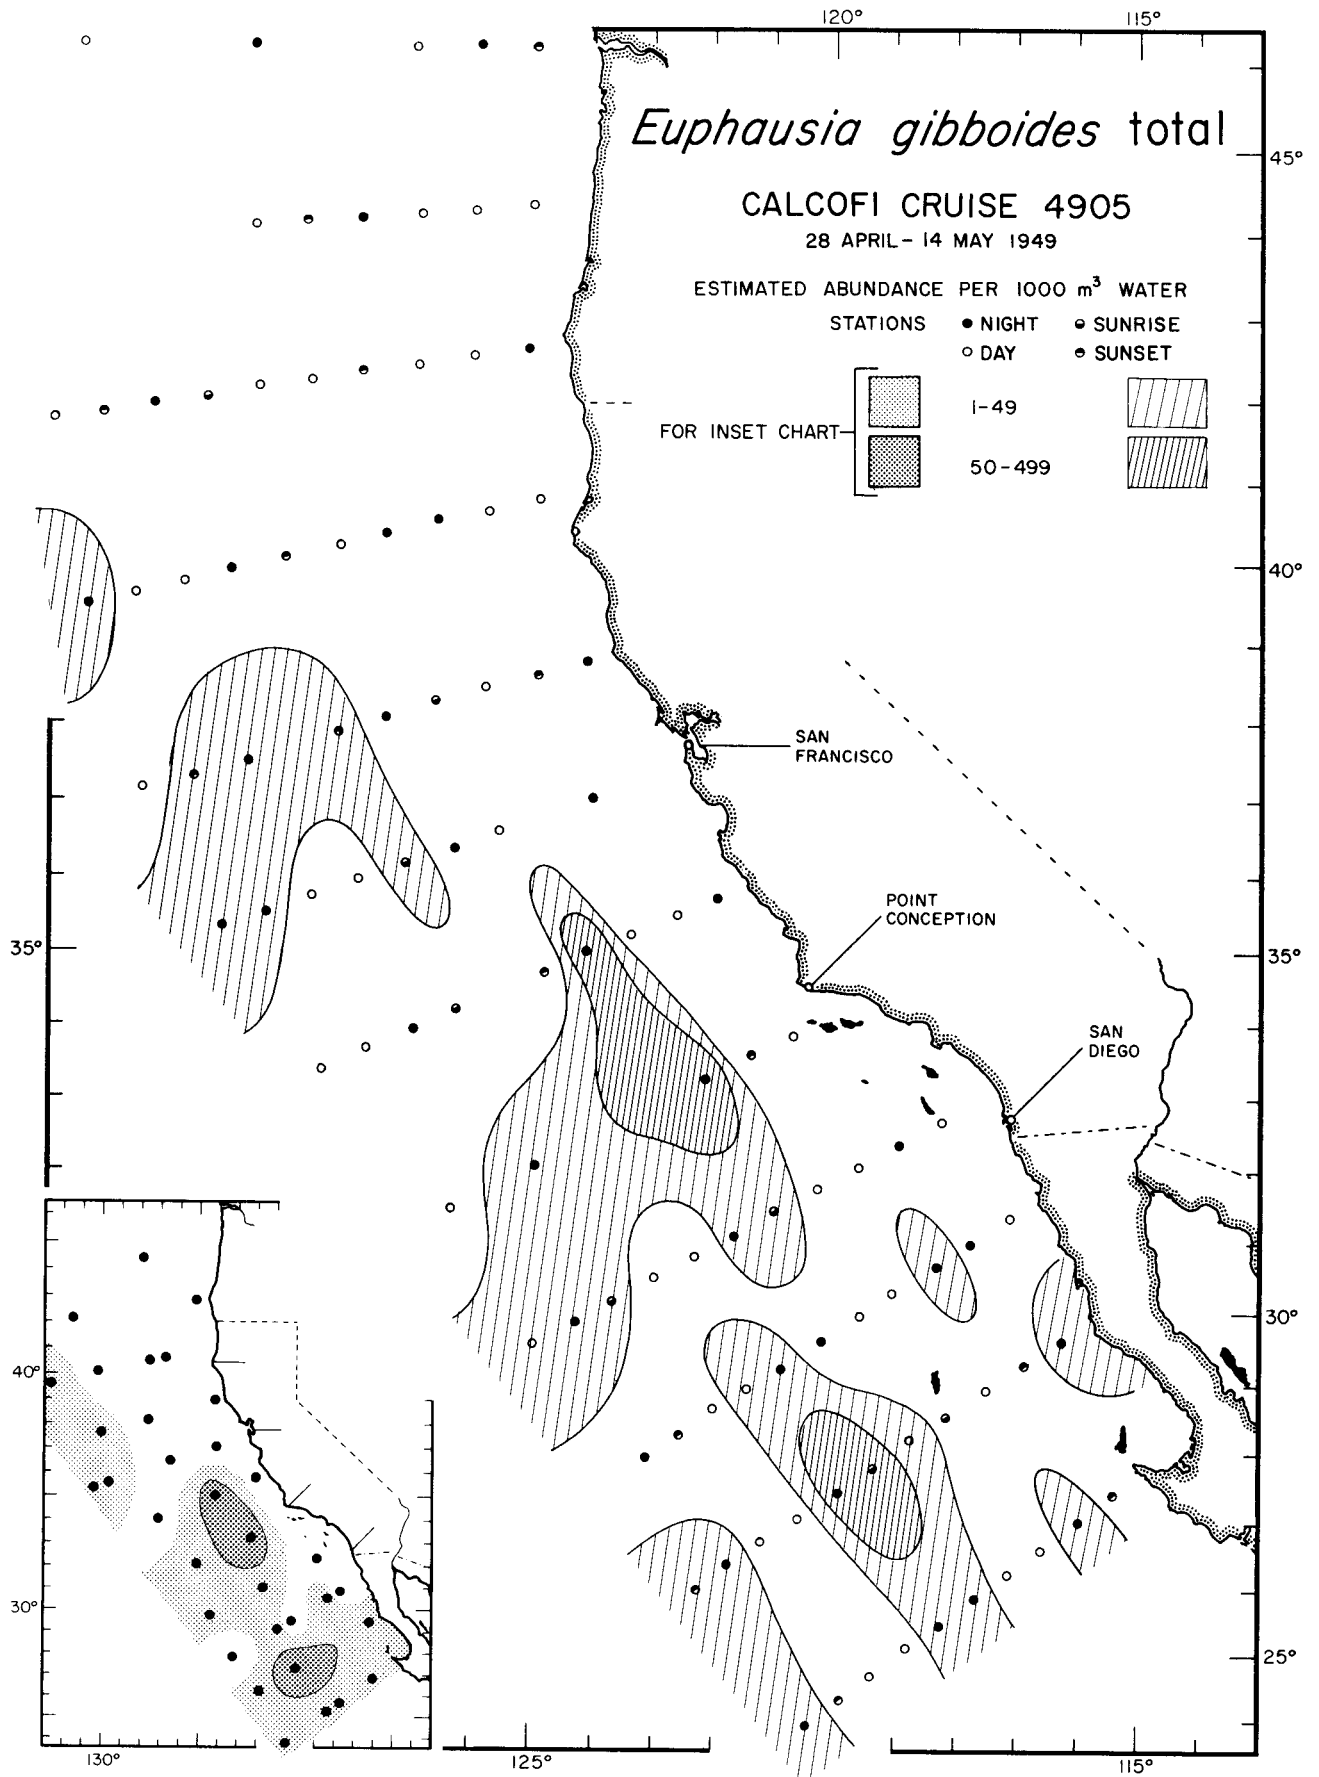 120° 115°
Euphausia gibboides total
45°
CALCOFI CRUISE 4905
28 APRIL – 14 MAY 1949
ESTIMATED ABUNDANCE PER 1000 m³ WATER
STATIONS ● NIGHT ◒ SUNRISE
○ DAY ◓ SUNSET
1–49
FOR INSET CHART
50–499
40°
SAN
FRANCISCO
POINT
CONCEPTION
35° 35°
SAN
DIEGO
30°
40°
30°
25°
130° 125° 115°